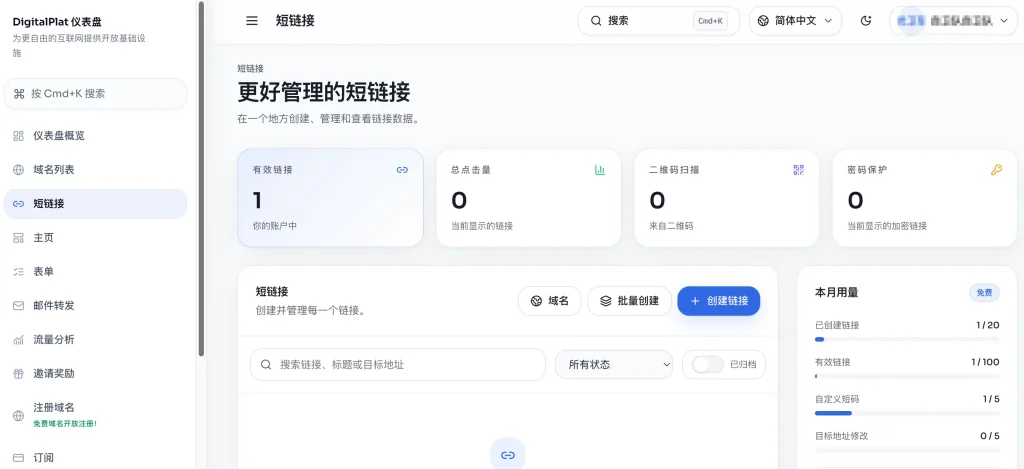 DigitalPlat 仪表盘
为更自由的互联网提供开放基础设
施
按 Cmd+K 搜索
仪表盘概览
域名列表
短链接
主页
表单
邮件转发
流量分析
邀请奖励
注册域名
免费域名开放注册!
订阅
短链接
搜索
Cmd+K
简体中文
短链接
更好管理的短链接
在一个地方创建、管理和查看链接数据。
有效链接
1
你的账户中
总点击量
0
当前显示的链接
二维码扫描
0
来自二维码
密码保护
0
当前显示的加密链接
短链接
创建并管理每一个链接。
域名
批量创建
创建链接
搜索链接、标题或目标地址
所有状态
已归档
本月用量
免费
已创建链接 1 / 20
有效链接 1 / 100
自定义短码 1 / 5
目标地址修改 0 / 5